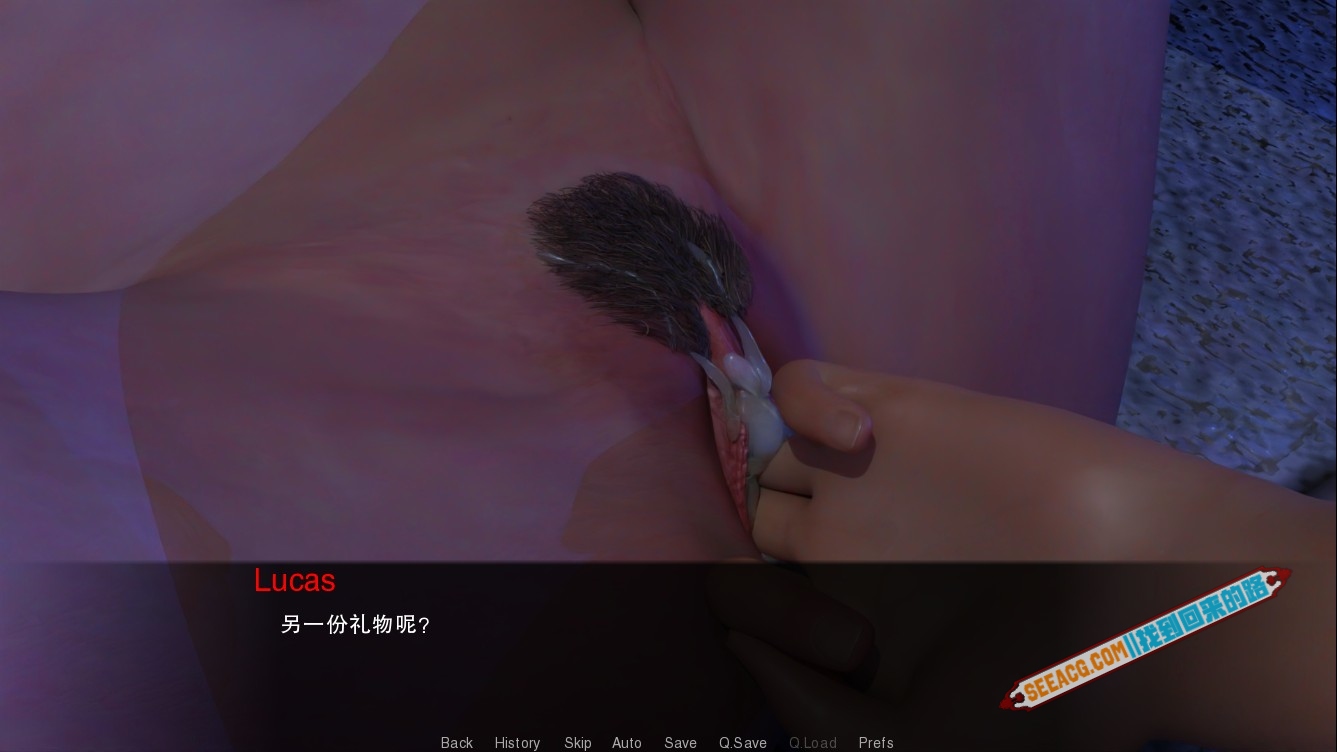 Lucas
另一份礼物呢?
SEEACG.COM||找到回来的路
Back History Skip Auto Save Q.Save Q.Load Prefs